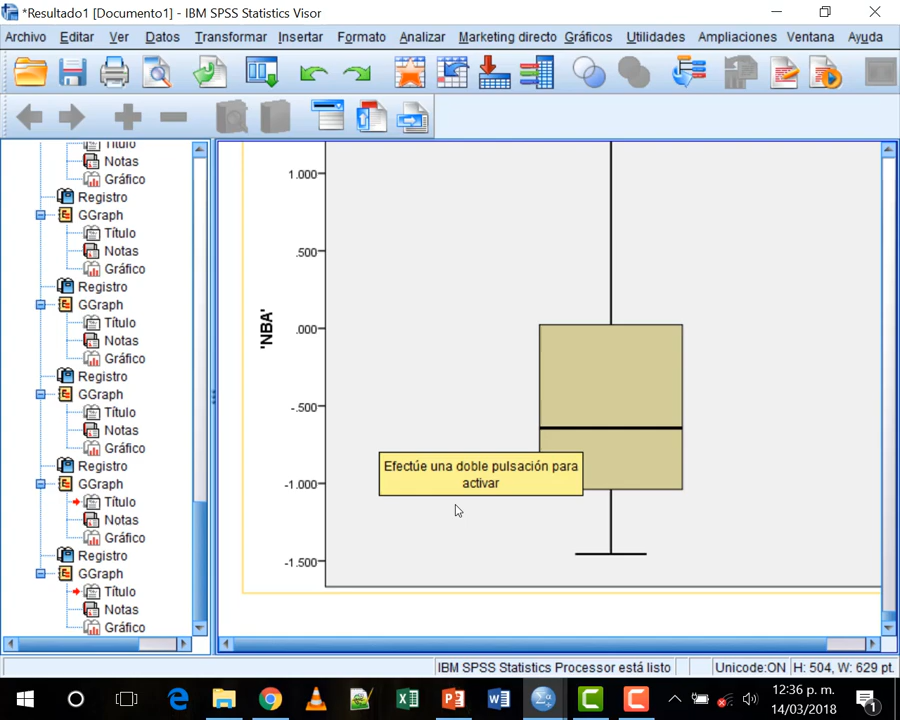 *Resultado1 [Documento1] - IBM SPSS Statistics Visor
Archivo Editar Ver Datos Transformar Insertar Formato Analizar Marketing directo Gráficos Utilidades Ampliaciones Ventana Ayuda
Título
Notas
Gráfico
Registro
GGraph
Título
Notas
Gráfico
Registro
GGraph
Título
Notas
Gráfico
Registro
GGraph
Título
Notas
Gráfico
Registro
GGraph
Título
Notas
Gráfico
Registro
GGraph
Título
Notas
Gráfico
1.000
.500
.000
-.500
-1.000
-1.500
'NBA'
Efectúe una doble pulsación para
activar
IBM SPSS Statistics Processor está listo Unicode:ON H: 504, W: 629 pt.
12:36 p. m.
14/03/2018
1